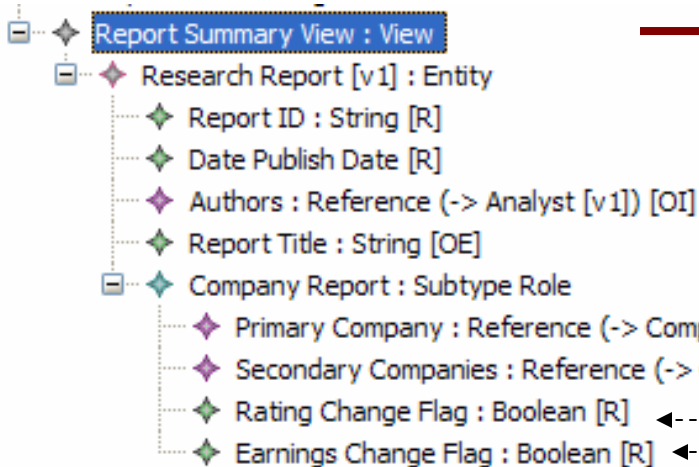 Report Summary View : View
Research Report [v1] : Entity
Report ID : String [R]
Date Publish Date [R]
Authors : Reference (-> Analyst [v1]) [OI]
Report Title : String [OE]
Company Report : Subtype Role
Primary Company : Reference (->
Secondary Companies : Reference (->
Rating Change Flag : Boolean [R]
Earnings Change Flag : Boolean [R]